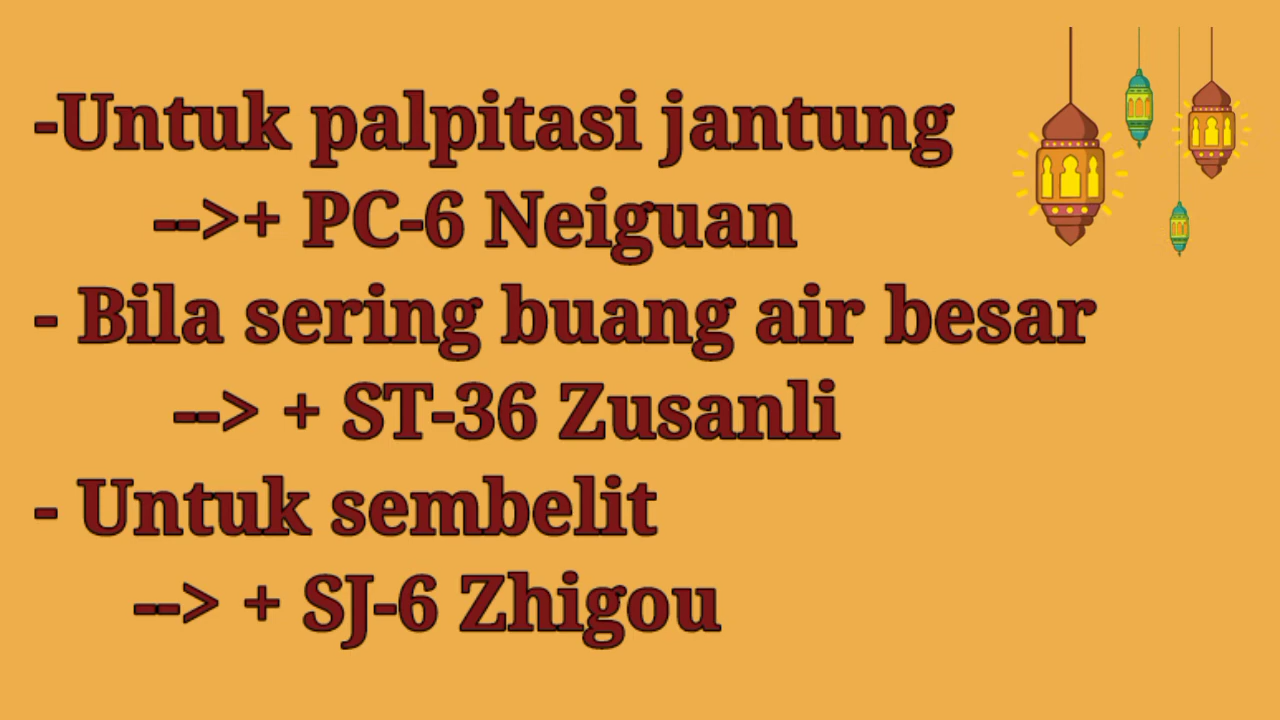 -Untuk palpitasi jantung
-->+ PC-6 Neiguan
- Bila sering buang air besar
--> + ST-36 Zusanli
- Untuk sembelit
--> + SJ-6 Zhigou